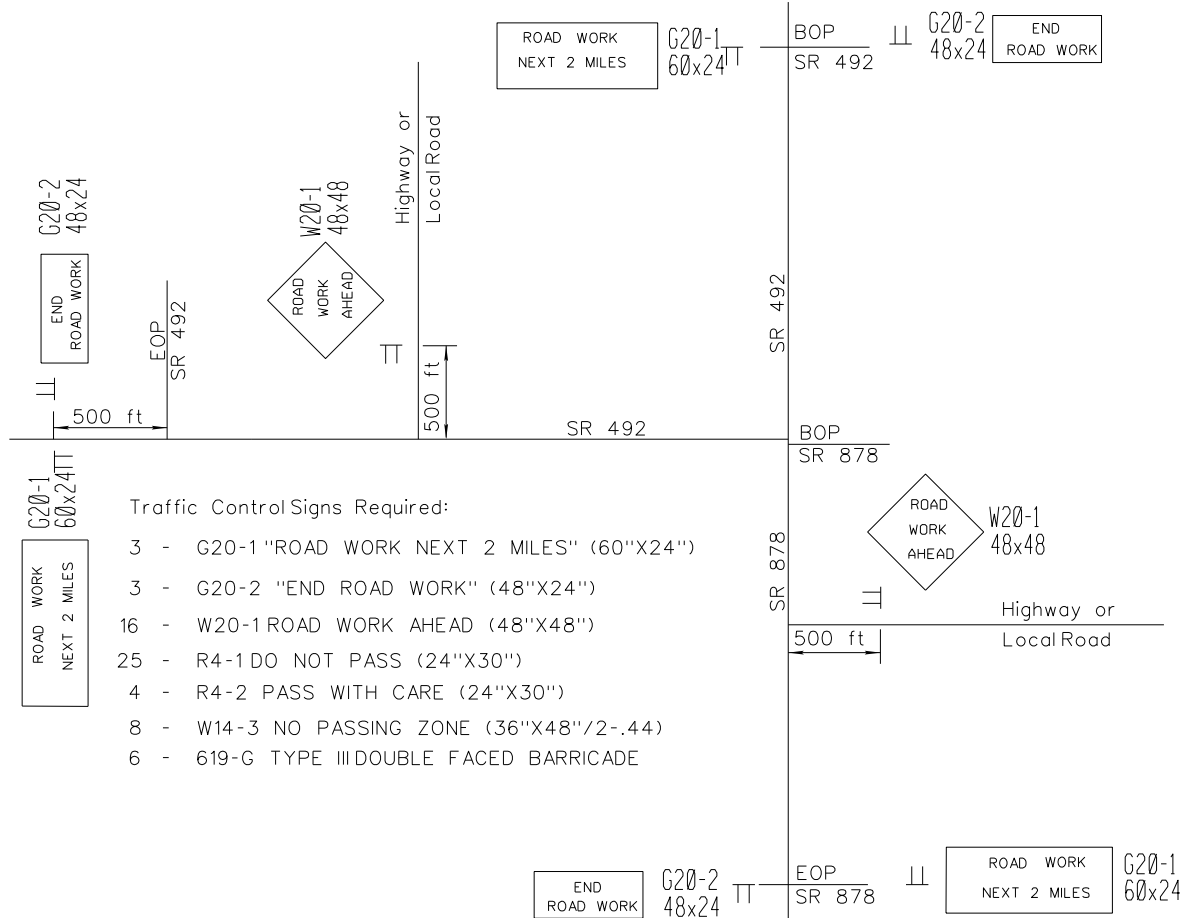 ROAD WORK
NEXT 2 MILES
G20-1
60x24
BOP
SR 492
G20-2
48x24
END
ROAD WORK
G20-2
48x24
END
ROAD WORK
EOP
SR 492
500 ft
W20-1
48x48
ROAD
WORK
AHEAD
Highway or
Local Road
500 ft
SR 492
SR 492
BOP
SR 878
G20-1
60x24
ROAD WORK
NEXT 2 MILES
Traffic Control Signs Required:
3 - G20-1 "ROAD WORK NEXT 2 MILES" (60"X24")
3 - G20-2 "END ROAD WORK" (48"X24")
16 - W20-1 ROAD WORK AHEAD (48"X48")
25 - R4-1 DO NOT PASS (24"X30")
4 - R4-2 PASS WITH CARE (24"X30")
8 - W14-3 NO PASSING ZONE (36"X48"/2-.44)
6 - 619-G TYPE III DOUBLE FACED BARRICADE
SR 878
ROAD
WORK
AHEAD
W20-1
48x48
Highway or
Local Road
500 ft
END
ROAD WORK
G20-2
48x24
EOP
SR 878
ROAD WORK
NEXT 2 MILES
G20-1
60x24